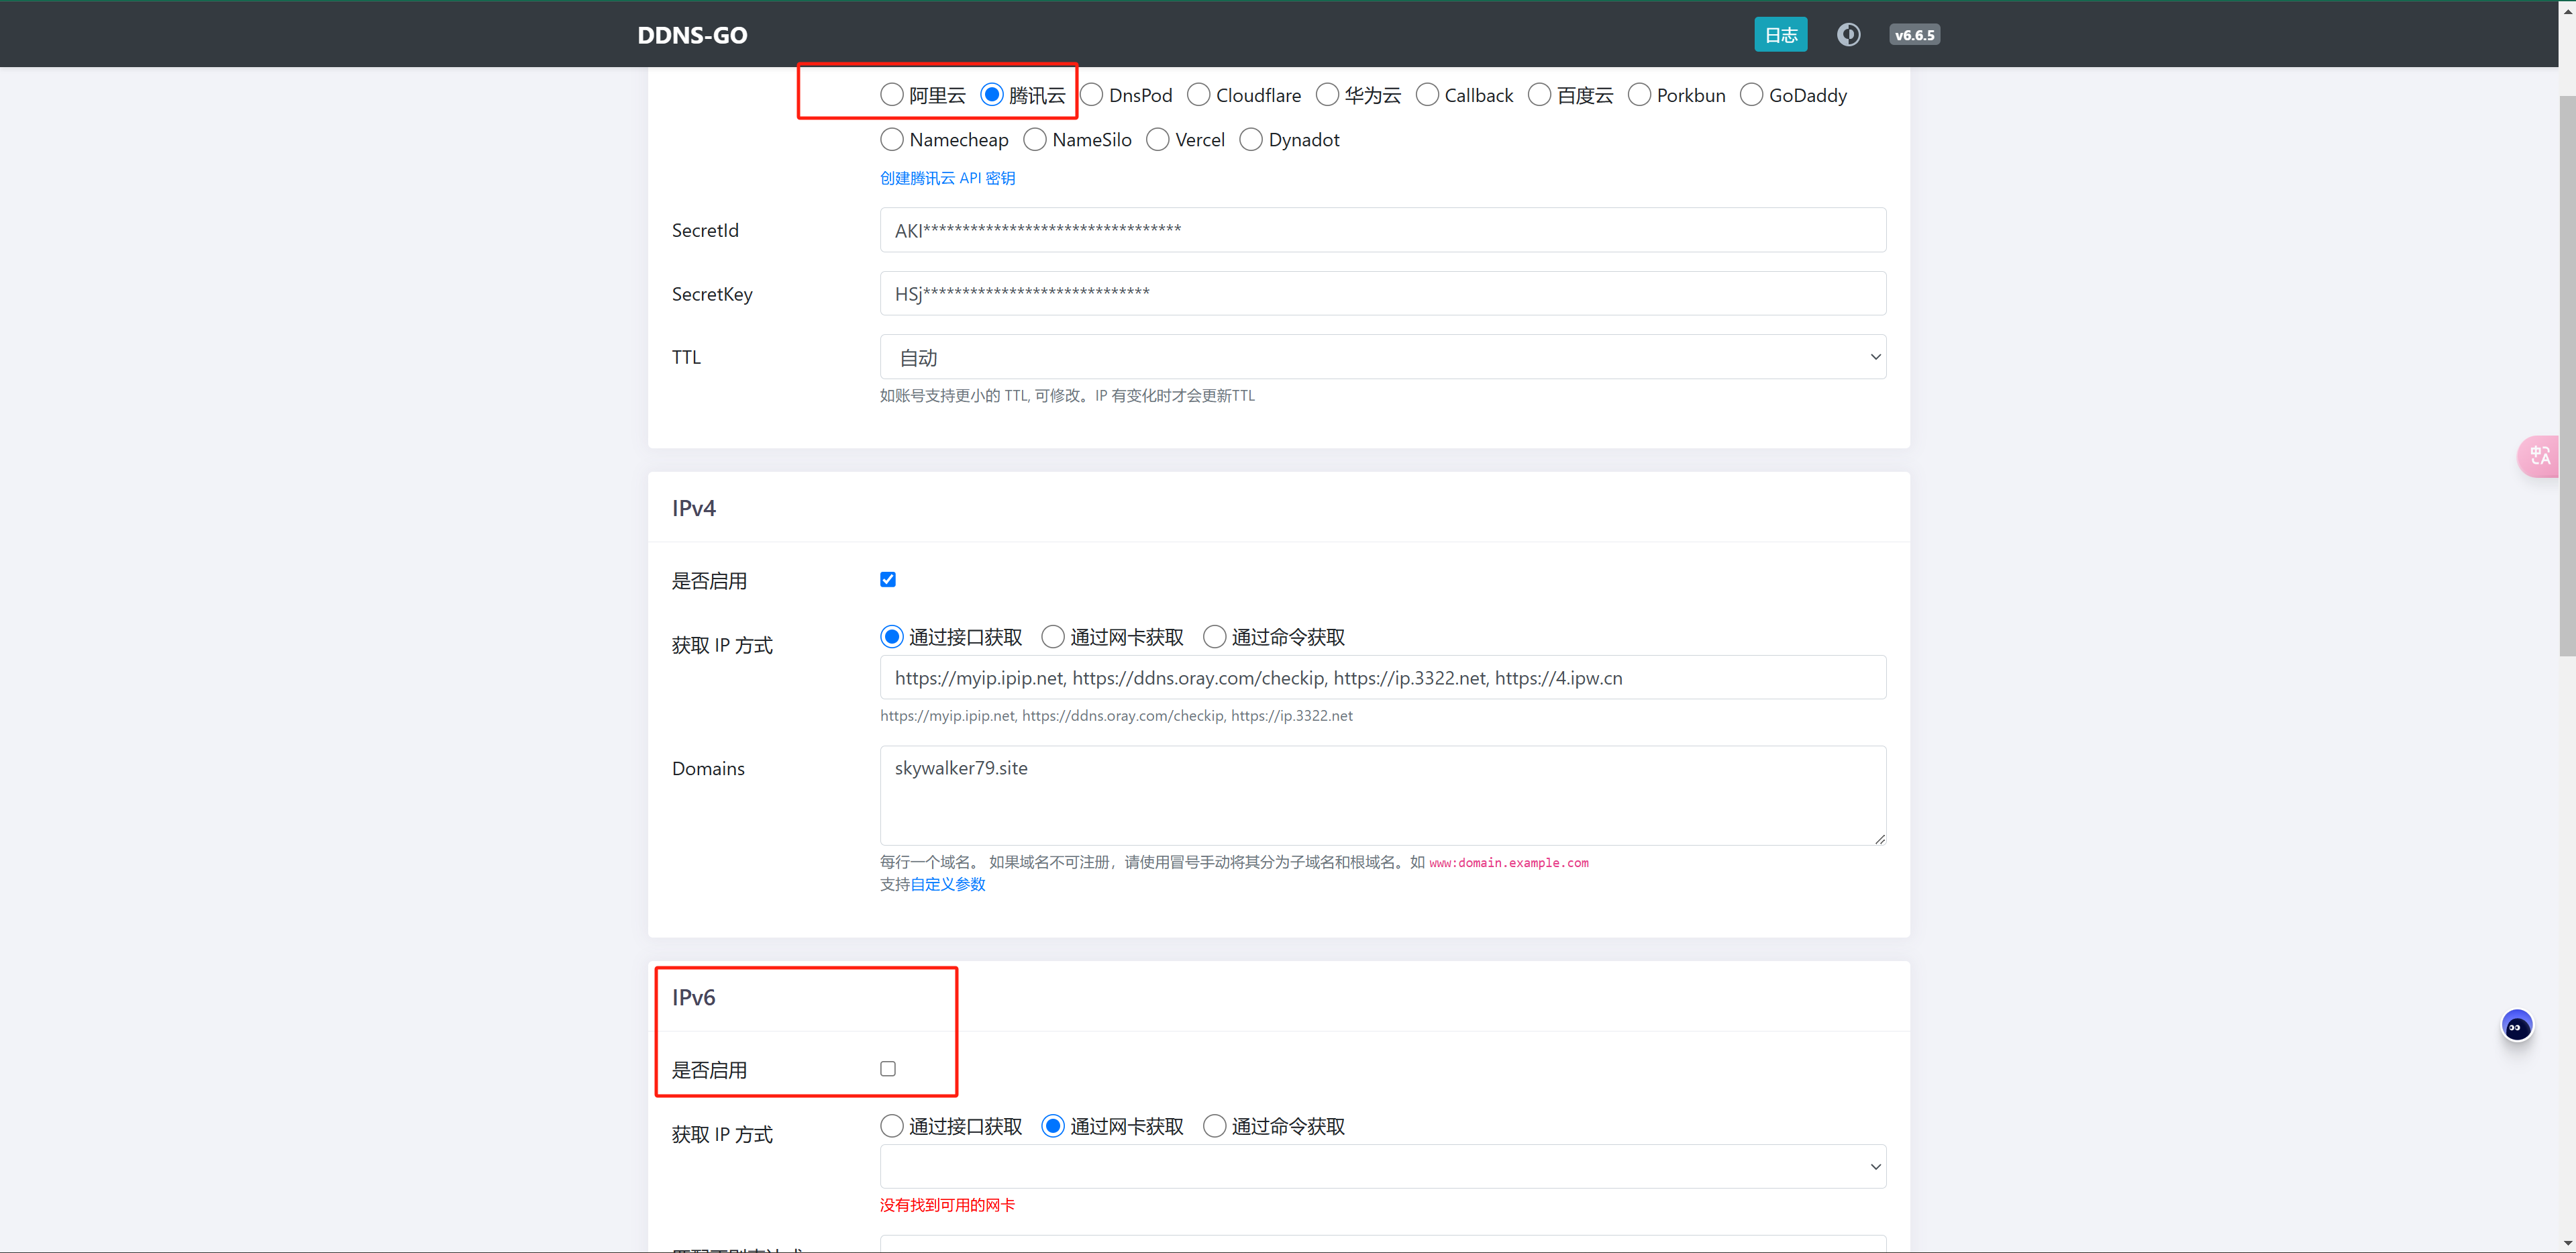 DDNS-GO 日志 v6.6.5
阿里云 腾讯云 DnsPod Cloudflare 华为云 Callback 百度云 Porkbun GoDaddy
Namecheap NameSilo Vercel Dynadot
创建腾讯云 API 密钥
SecretId AKI*********************************
SecretKey HSj*****************************
TTL 自动
如账号支持更小的 TTL, 可修改。IP 有变化时才会更新TTL
IPv4
是否启用
获取 IP 方式 通过接口获取 通过网卡获取 通过命令获取
https://myip.ipip.net, https://ddns.oray.com/checkip, https://ip.3322.net, https://4.ipw.cn
https://myip.ipip.net, https://ddns.oray.com/checkip, https://ip.3322.net
Domains skywalker79.site
每行一个域名。 如果域名不可注册，请使用冒号手动将其分为子域名和根域名。如 www:domain.example.com
支持自定义参数
IPv6
是否启用
获取 IP 方式 通过接口获取 通过网卡获取 通过命令获取
没有找到可用的网卡